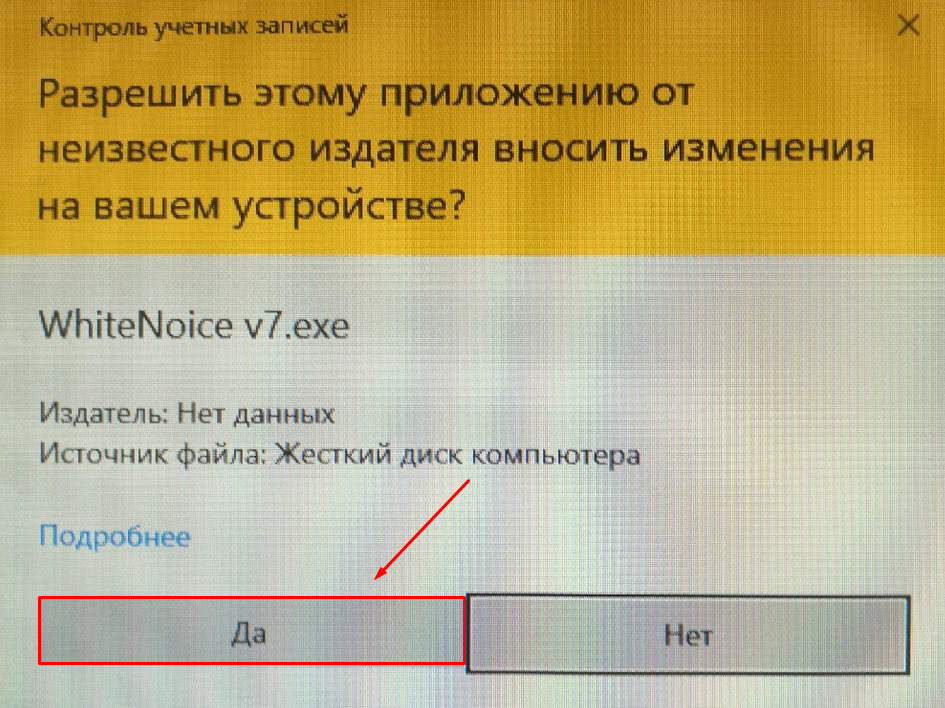 Контроль учетных записей
Разрешить этому приложению от
неизвестного издателя вносить изменения
на вашем устройстве?
WhiteNoice v7.exe
Издатель: Нет данных
Источник файла: Жесткий диск компьютера
Подробнее
Да
Нет